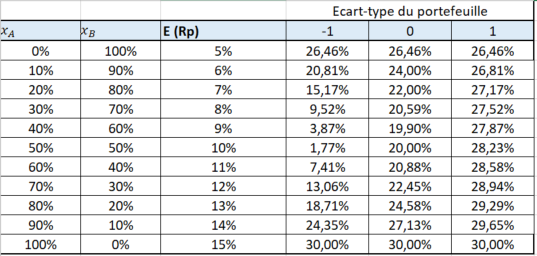 Ecart-type du portefeuille
x_A x_B E (Rp) -1 0 1
0% 100% 5% 26,46% 26,46% 26,46%
10% 90% 6% 20,81% 24,00% 26,81%
20% 80% 7% 15,17% 22,00% 27,17%
30% 70% 8% 9,52% 20,59% 27,52%
40% 60% 9% 3,87% 19,90% 27,87%
50% 50% 10% 1,77% 20,00% 28,23%
60% 40% 11% 7,41% 20,88% 28,58%
70% 30% 12% 13,06% 22,45% 28,94%
80% 20% 13% 18,71% 24,58% 29,29%
90% 10% 14% 24,35% 27,13% 29,65%
100% 0% 15% 30,00% 30,00% 30,00%